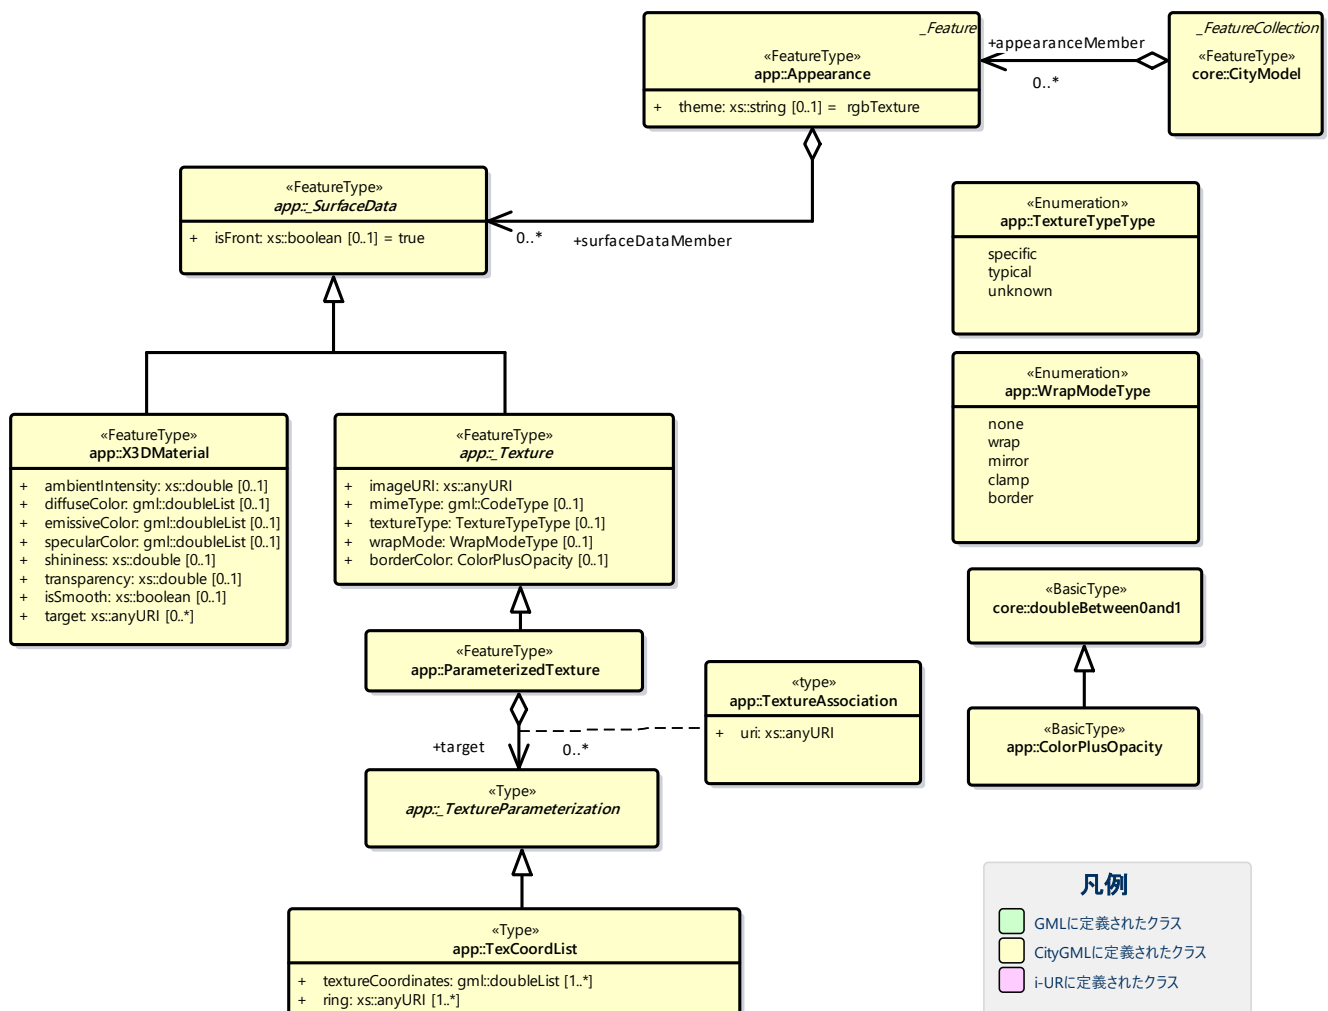 _Feature
«FeatureType»
app::Appearance
+ theme: xs::string [0..1] = rgbTexture
+appearanceMember
0..*
_FeatureCollection
«FeatureType»
core::CityModel
«FeatureType»
app::_SurfaceData
+ isFront: xs::boolean [0..1] = true
0..*
+surfaceDataMember
«Enumeration»
app::TextureTypeType
specific
typical
unknown
«Enumeration»
app::WrapModeType
none
wrap
mirror
clamp
border
«FeatureType»
app::X3DMaterial
+ ambientIntensity: xs::double [0..1]
+ diffuseColor: gml::doubleList [0..1]
+ emissiveColor: gml::doubleList [0..1]
+ specularColor: gml::doubleList [0..1]
+ shininess: xs::double [0..1]
+ transparency: xs::double [0..1]
+ isSmooth: xs::boolean [0..1]
+ target: xs::anyURI [0..*]
«FeatureType»
app::_Texture
+ imageURI: xs::anyURI
+ mimeType: gml::CodeType [0..1]
+ textureType: TextureTypeType [0..1]
+ wrapMode: WrapModeType [0..1]
+ borderColor: ColorPlusOpacity [0..1]
«BasicType»
core::doubleBetween0and1
«FeatureType»
app::ParameterizedTexture
«type»
app::TextureAssociation
+ uri: xs::anyURI
«BasicType»
app::ColorPlusOpacity
+target
0..*
«Type»
app::_TextureParameterization
«Type»
app::TexCoordList
+ textureCoordinates: gml::doubleList [1..*]
+ ring: xs::anyURI [1..*]
凡例
GMLに定義されたクラス
CityGMLに定義されたクラス
i-URに定義されたクラス